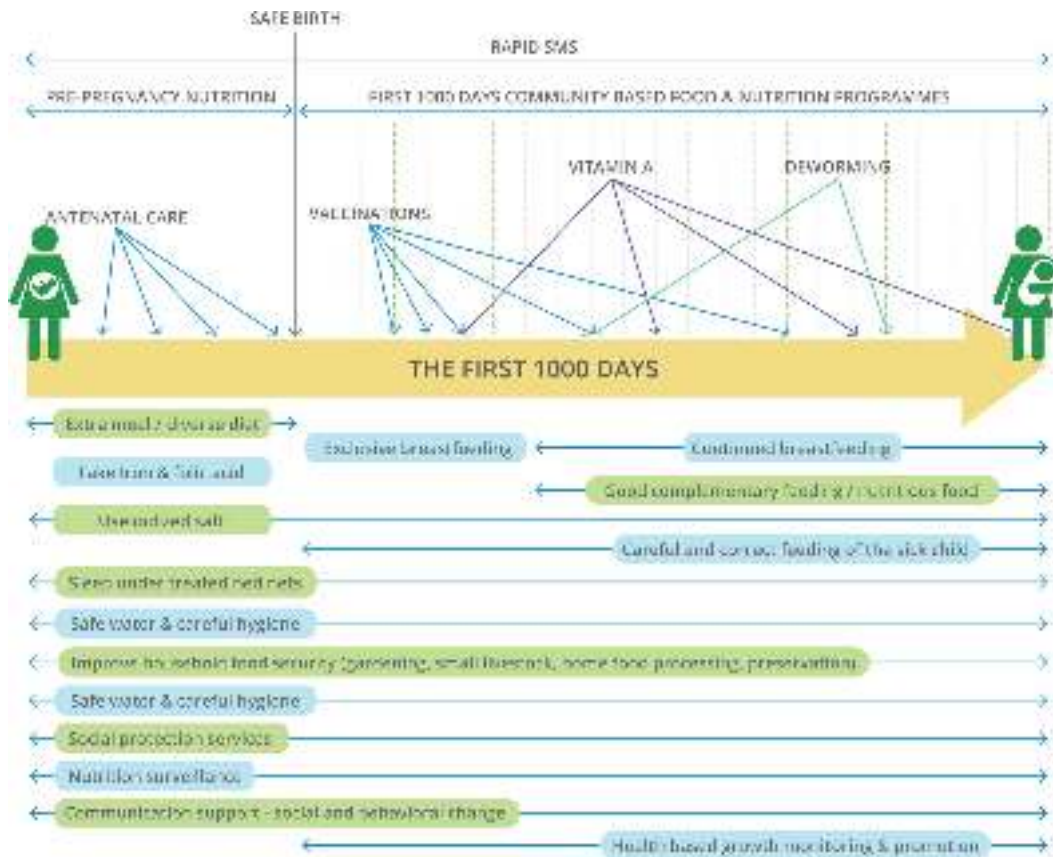 SAFE BIRTH
RAPID SMS
PRE-PREGNANCY NUTRITION
FIRST 1000 DAYS COMMUNITY BASED FOOD & NUTRITION PROGRAMMES
VITAMIN A
DEWORMING
ANTENATAL CARE
VACCINATIONS
THE FIRST 1000 DAYS
Extra meal / diverse diet
Exclusive breastfeeding
Continued breastfeeding
Take iron & folic acid
Good complementary feeding / nutritious food
Use iodized salt
Careful and correct feeding of the sick child
Sleep under treated bed nets
Safe water & careful hygiene
Improve household food security (gardening, small livestock, home food processing, preservation)
Safe water & careful hygiene
Social protection services
Nutrition surveillance
Communication support - social and behavioral change
Health based growth monitoring & promotion